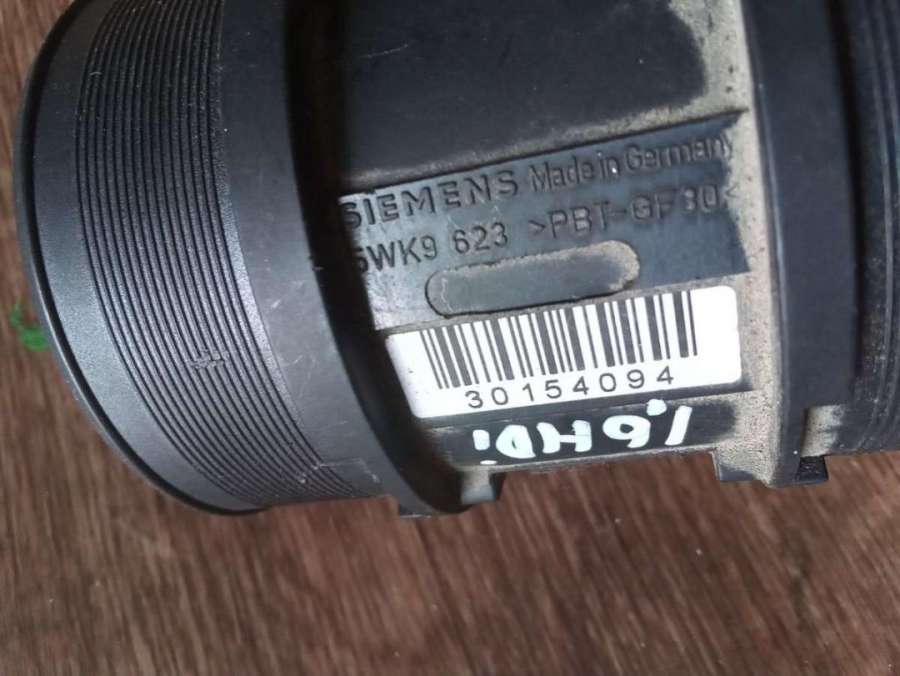 SIEMENS Made in Germany
5WK9 623 >PBT-GF30<
30154094
1,6HDi